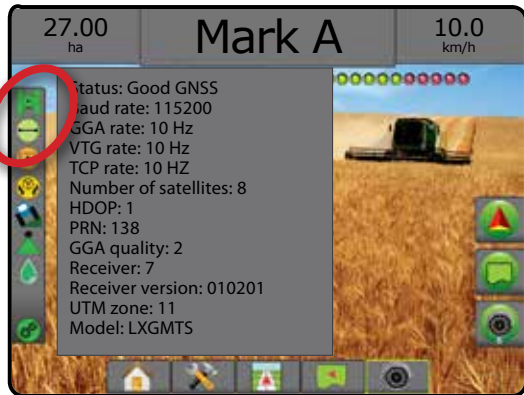 27.00
ha
Mark A
10.0
km/h
Status: Good GNSS
Baud rate: 115200
GGA rate: 10 Hz
VTG rate: 10 Hz
TCP rate: 10 HZ
Number of satellites: 8
HDOP: 1
PRN: 138
GGA quality: 2
Receiver: 7
Receiver version: 010201
UTM zone: 11
Model: LXGMTS